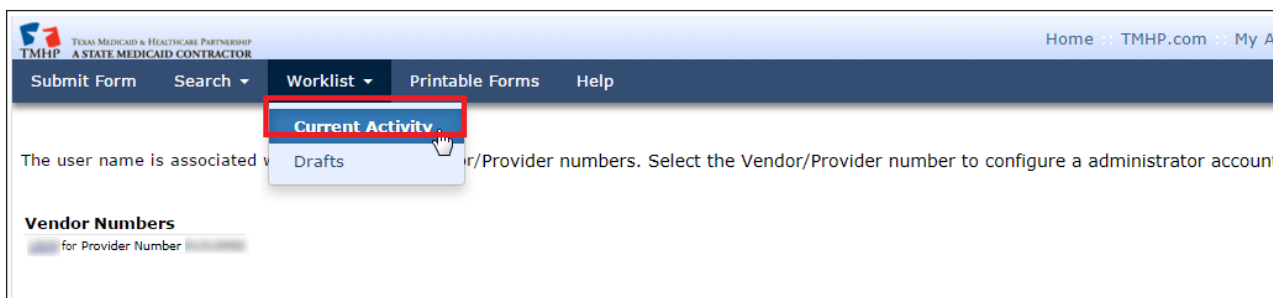 TEXAS MEDICAID & HEALTHCARE PARTNERSHIP
TMHP A STATE MEDICAID CONTRACTOR
Home :: TMHP.com :: My A
Submit Form Search Worklist Printable Forms Help
Current Activity
Drafts
The user name is associated r/Provider numbers. Select the Vendor/Provider number to configure a administrator accoun
Vendor Numbers
for Provider Number